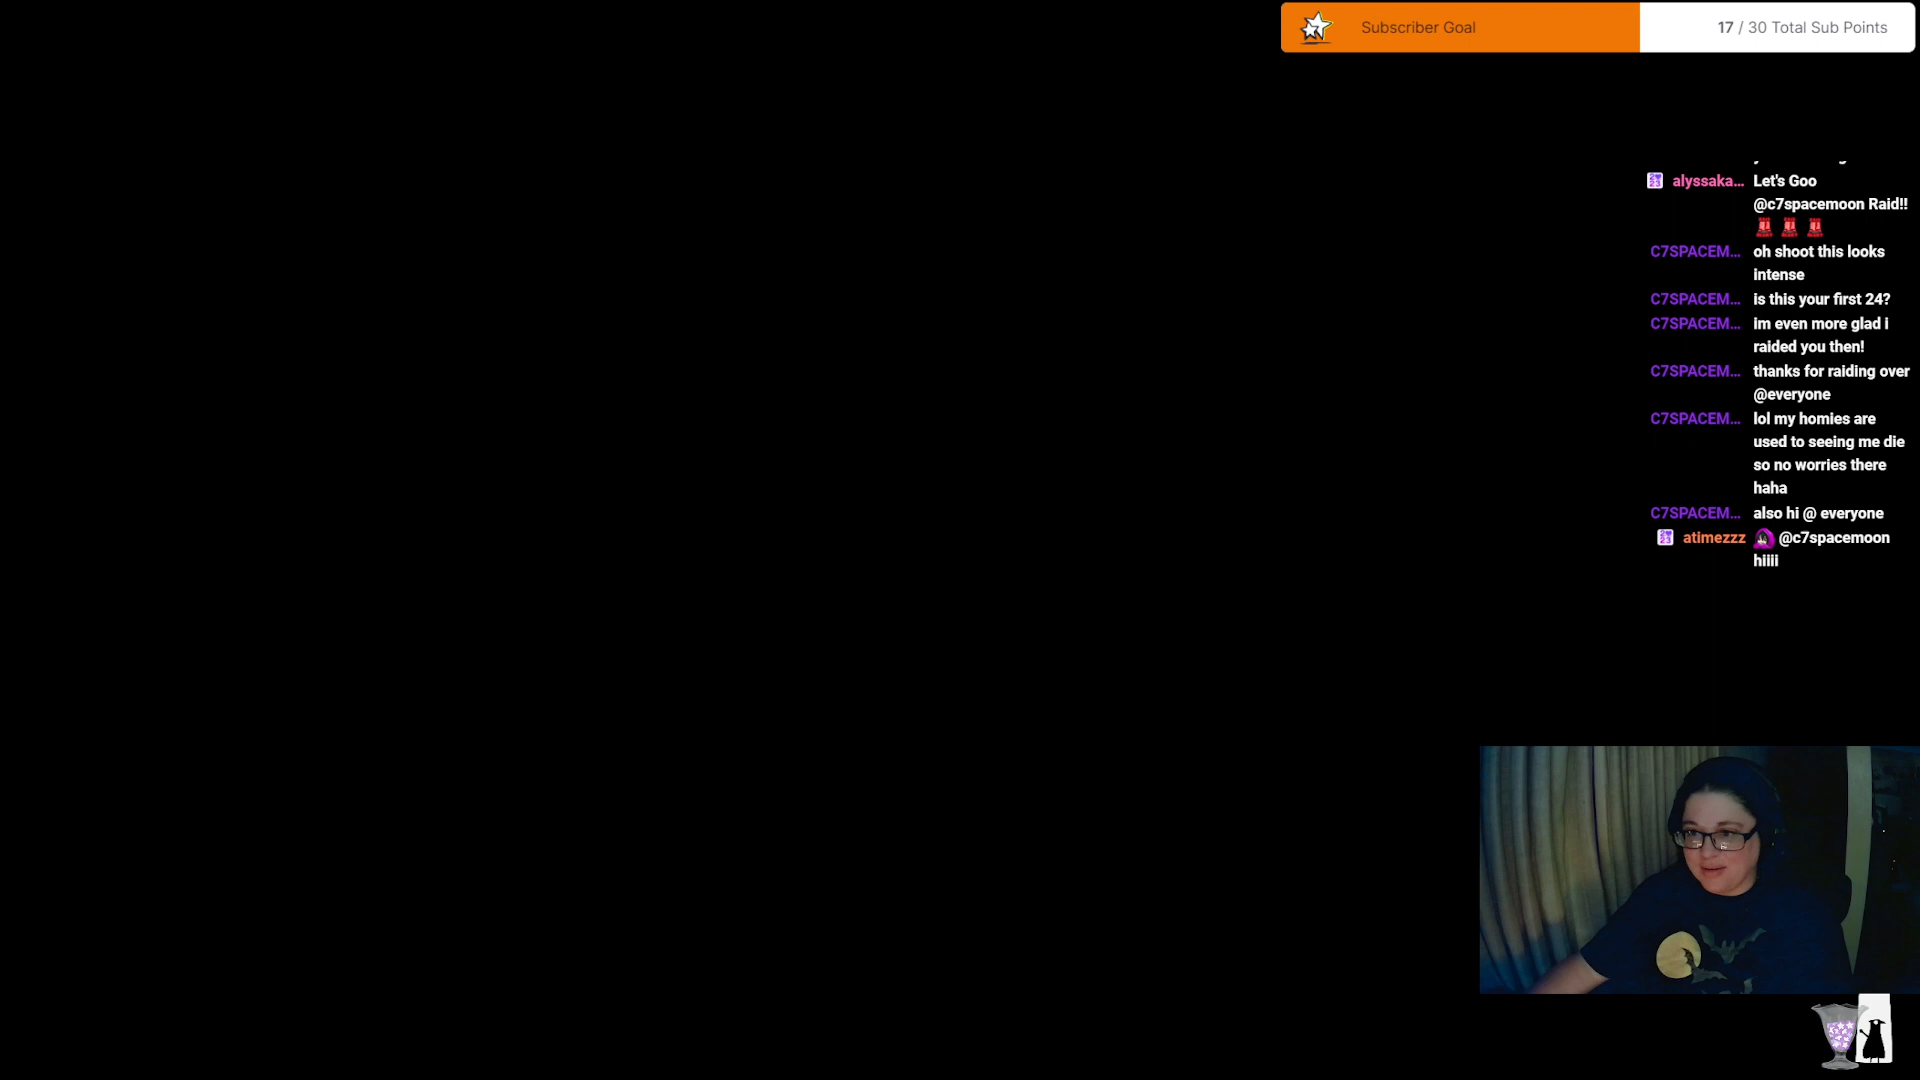 Subscriber Goal
17 / 30 Total Sub Points
alyssaka... Let's Goo
@c7spacemoon Raid!!
C7SPACEM... oh shoot this looks
intense
C7SPACEM... is this your first 24?
C7SPACEM... im even more glad i
raided you then!
C7SPACEM... thanks for raiding over
@everyone
C7SPACEM... lol my homies are
used to seeing me die
so no worries there
haha
C7SPACEM... also hi @ everyone
atimezzz @c7spacemoon
hiiii